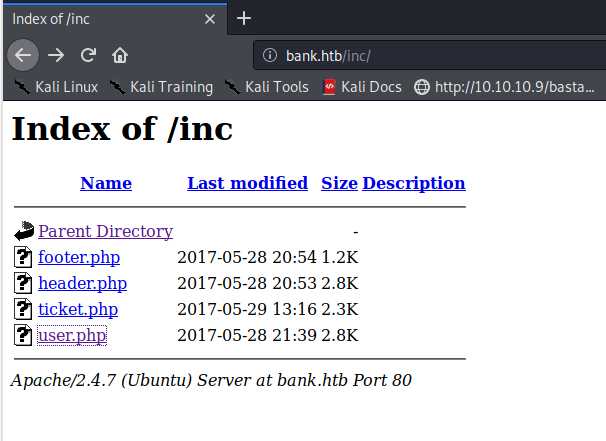 Index of /inc
bank.htb/inc/
Kali Linux Kali Training Kali Tools Kali Docs http://10.10.10.9/basta...
Index of /inc
Name Last modified Size Description
Parent Directory -
footer.php 2017-05-28 20:54 1.2K
header.php 2017-05-28 20:53 2.8K
ticket.php 2017-05-29 13:16 2.3K
user.php 2017-05-28 21:39 2.8K
Apache/2.4.7 (Ubuntu) Server at bank.htb Port 80